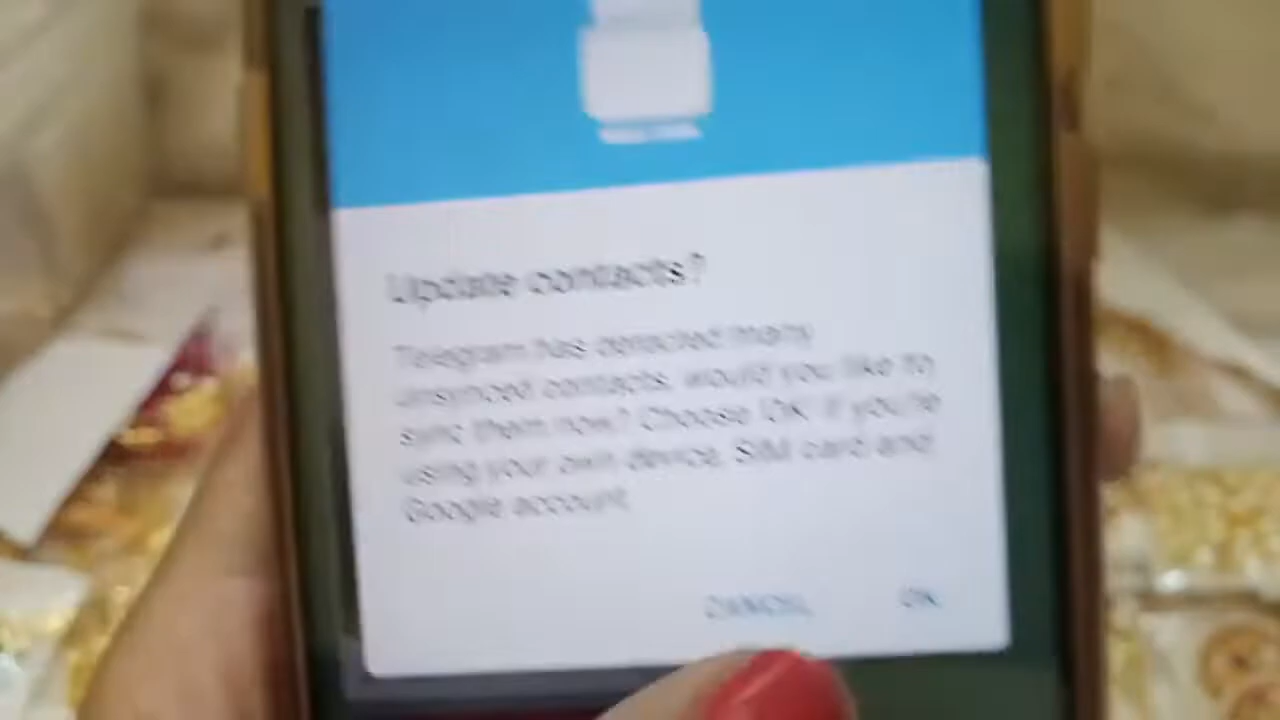 Update contacts?
Telegram has detected many
unsynced contacts, would you like to
sync them now? Choose 'OK' if you're
using your own device, SIM card and
Google account.
CANCEL OK